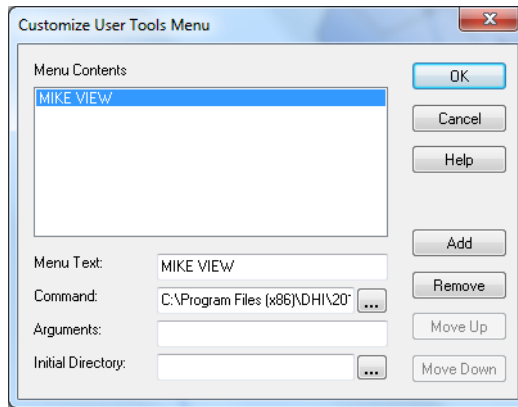 Customize User Tools Menu
Menu Contents
MIKE VIEW
OK
Cancel
Help
Add
Remove
Move Up
Move Down
Menu Text: MIKE VIEW
Command: C:\Program Files (x86)\DHI\20 ...
Arguments:
Initial Directory: ...